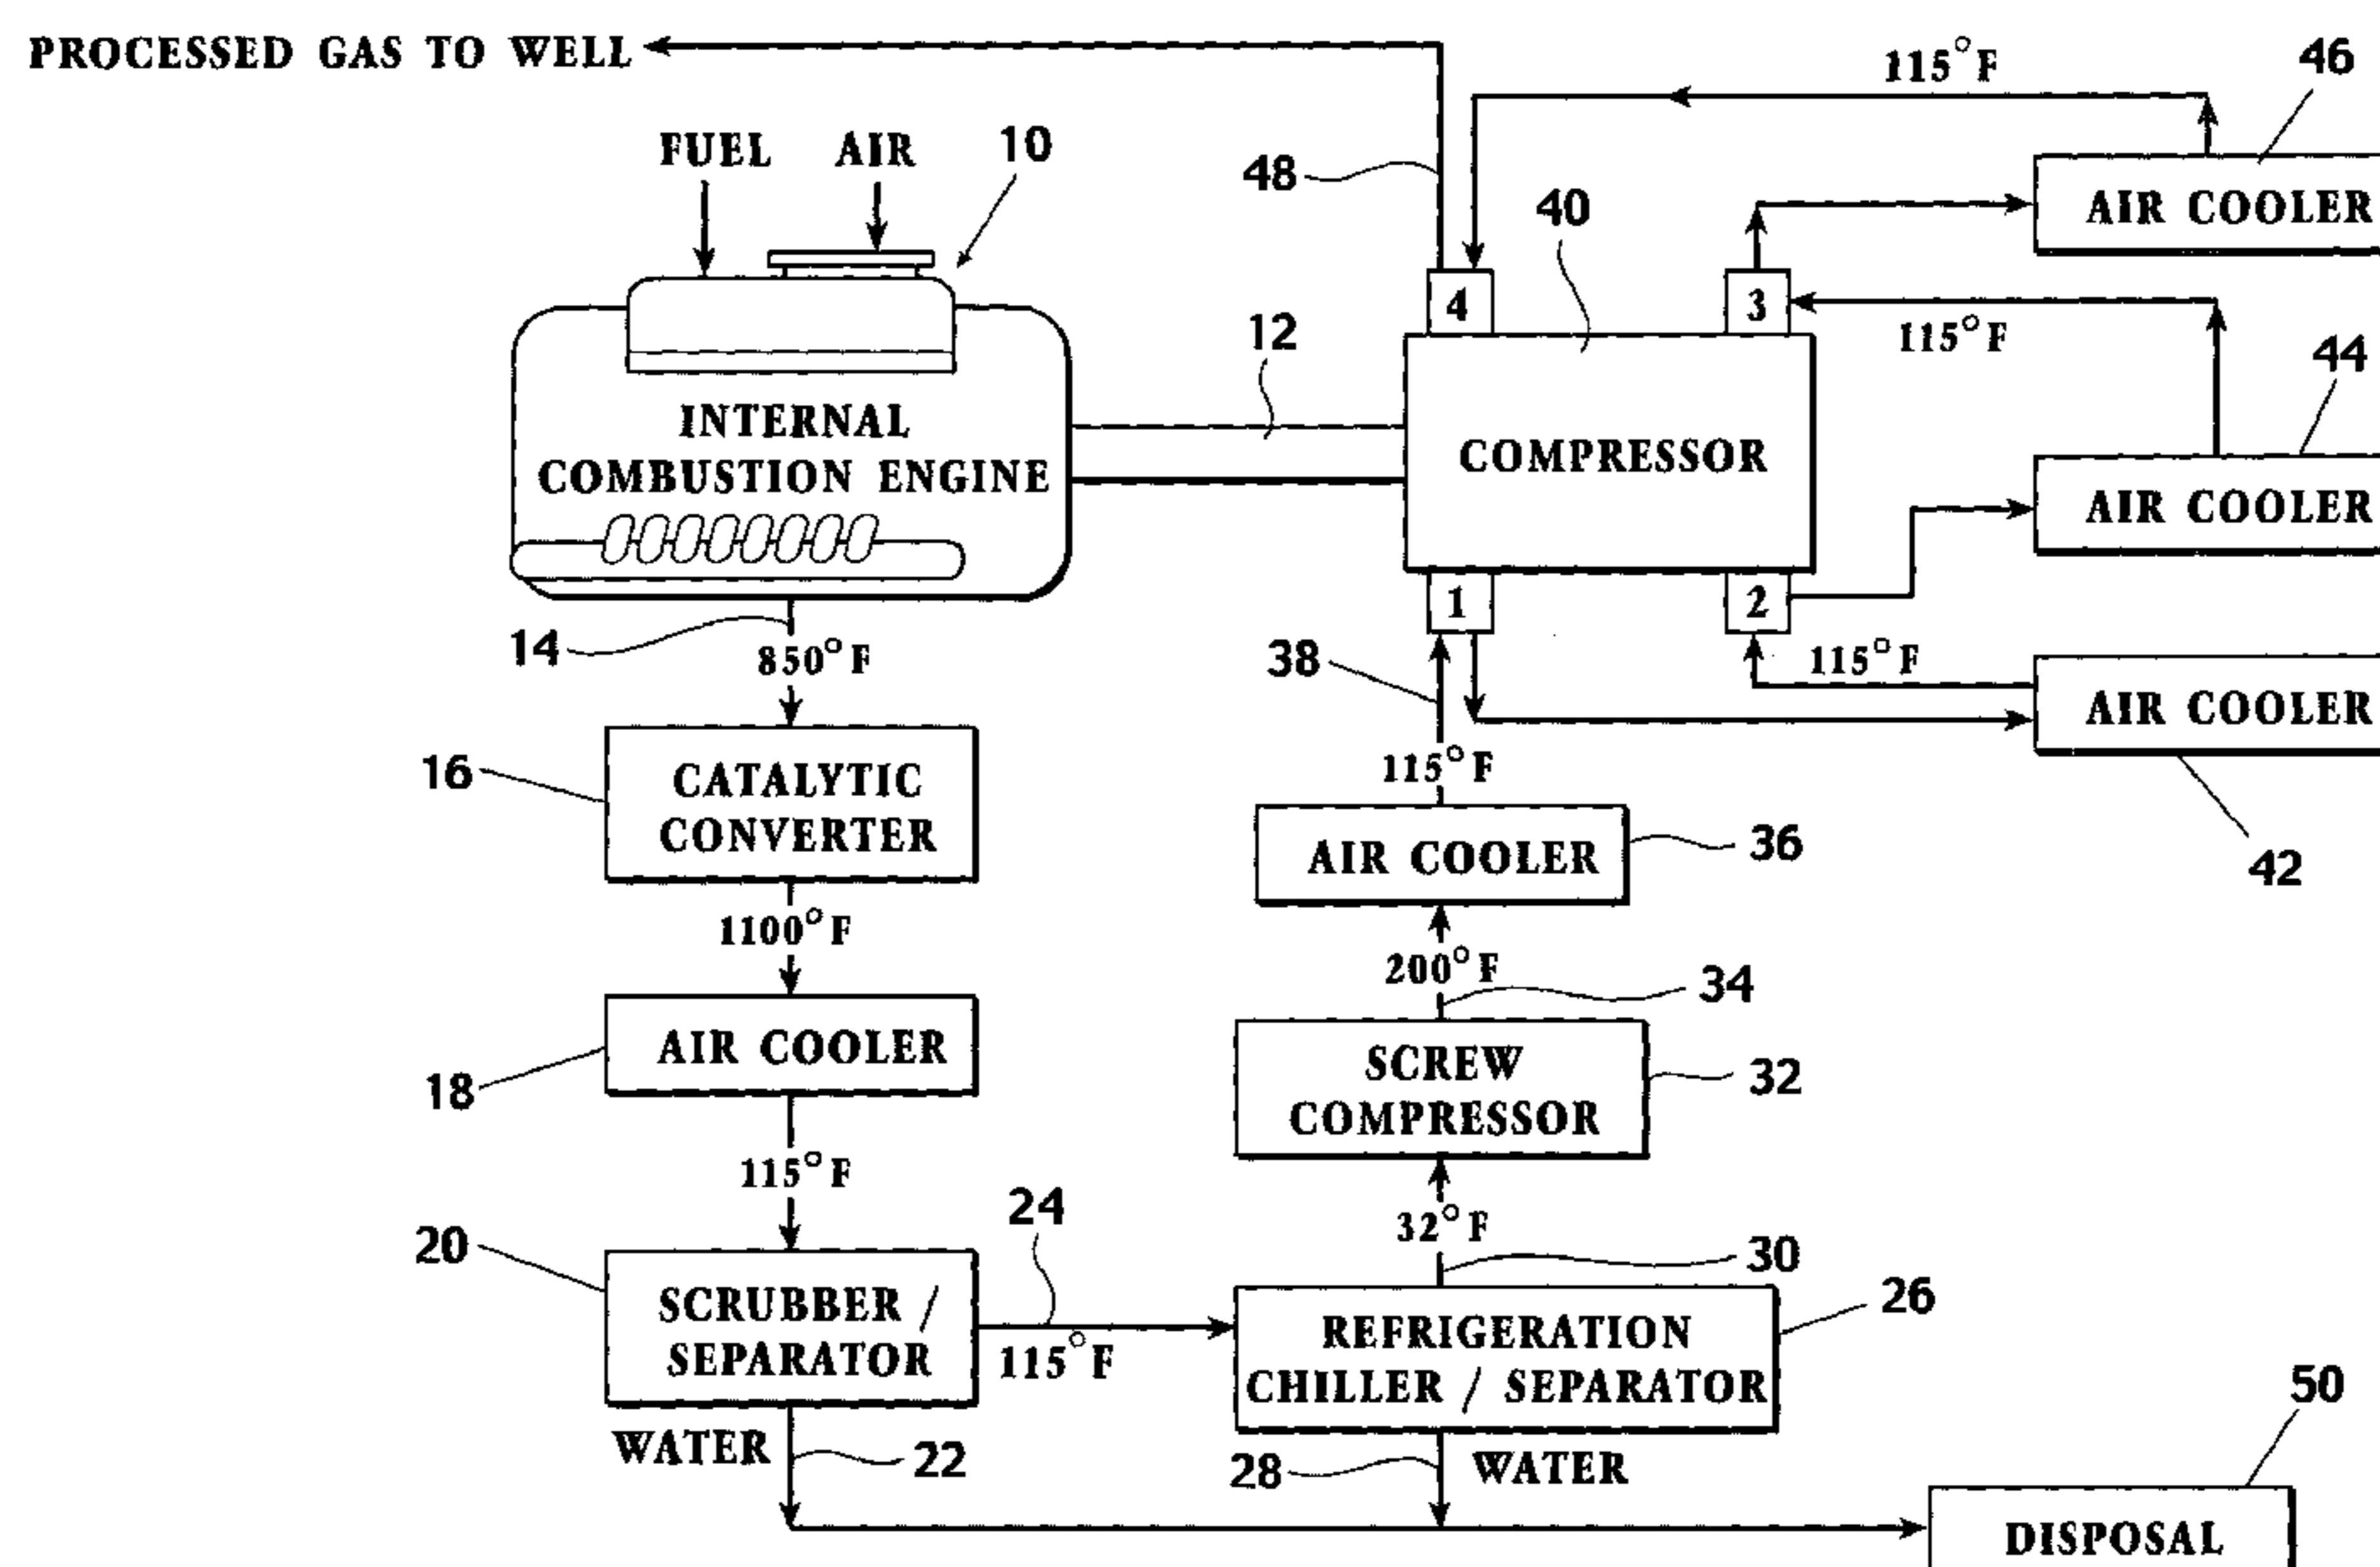 PROCESSED GAS TO WELL
115°F
46
FUEL AIR 10
48
40
AIR COOLER
4
3
12
115°F
44
INTERNAL
COMBUSTION ENGINE
COMPRESSOR
AIR COOLER
1
2
14
850°F
38
115°F
AIR COOLER
16
CATALYTIC
CONVERTER
115°F
AIR COOLER
36
42
1100°F
200°F
34
AIR COOLER
18
SCREW
COMPRESSOR
32
115°F
24
32°F
20
30
SCRUBBER /
SEPARATOR
115°F
REFRIGERATION
CHILLER / SEPARATOR
26
50
WATER
22
28
WATER
DISPOSAL